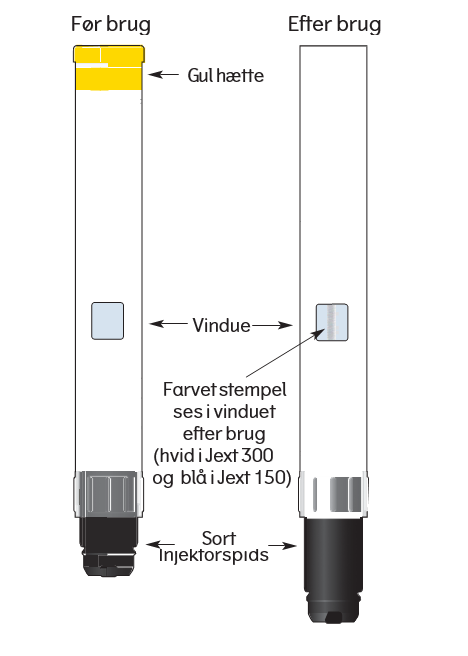 Før brug
Efter brug
Gul hætte
Vindue
Farvet stempel
ses i vinduet
efter brug
(hvid i Jext 300
og blå i Jext 150)
Sort
Injektorspids